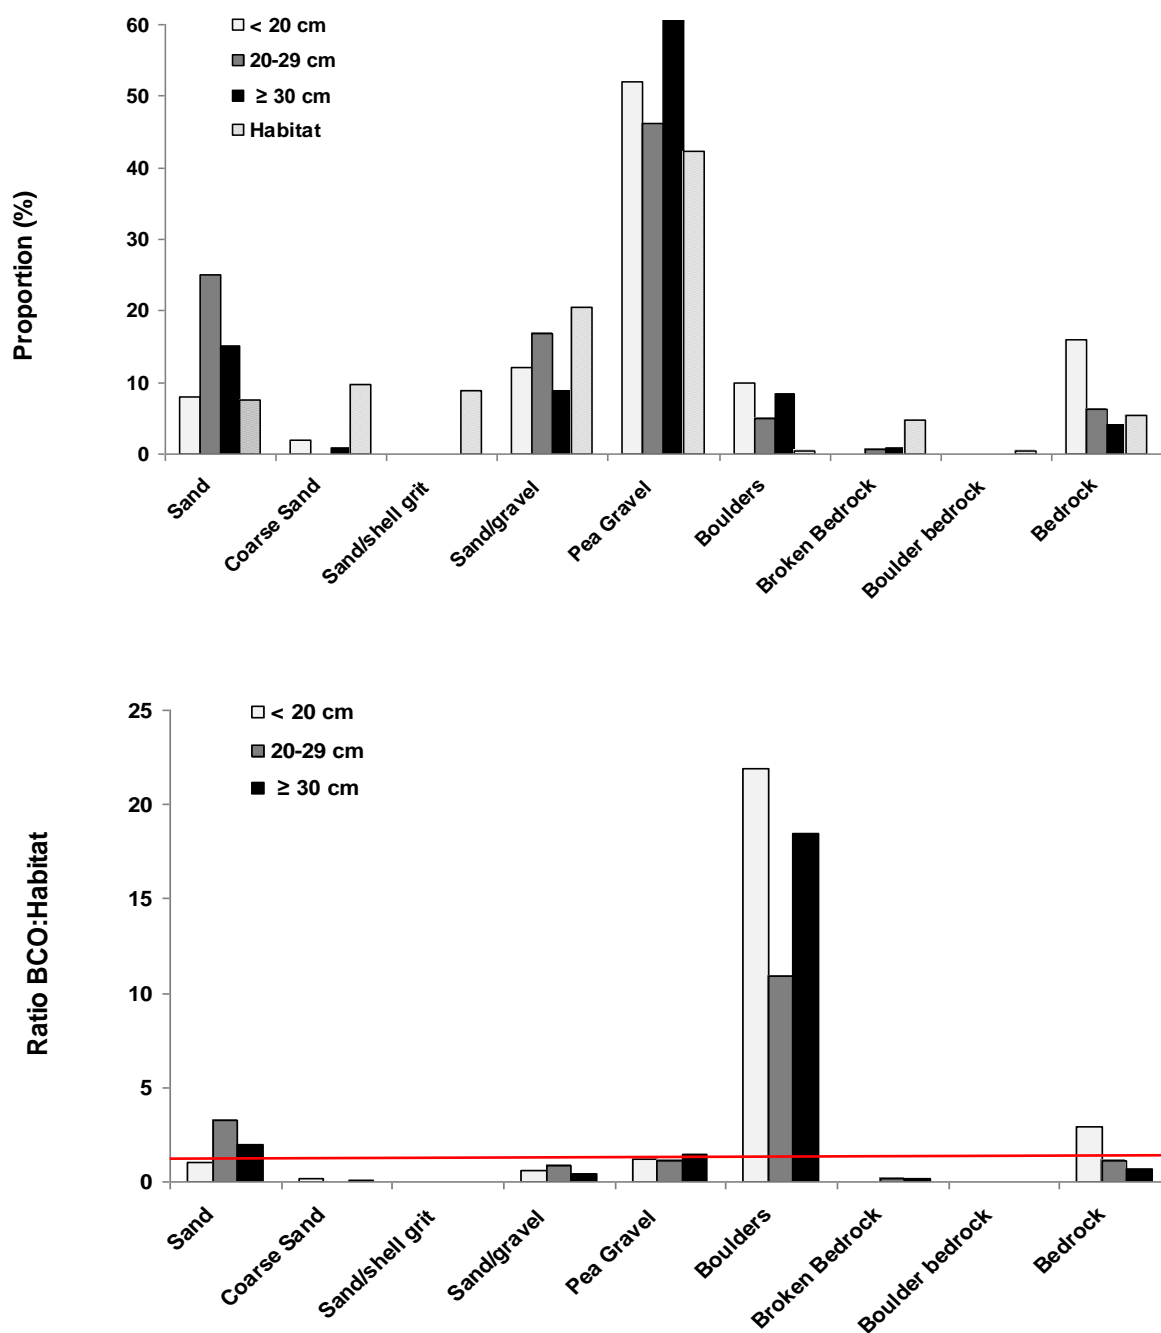 60
50
40
30
20
10
0
Proportion (%)
< 20 cm
20-29 cm
≥ 30 cm
Habitat
Sand
Coarse Sand
Sand/shell grit
Sand/gravel
Pea Gravel
Boulders
Broken Bedrock
Boulder bedrock
Bedrock
25
20
15
10
5
0
Ratio BCO:Habitat
< 20 cm
20-29 cm
≥ 30 cm
Sand
Coarse Sand
Sand/shell grit
Sand/gravel
Pea Gravel
Boulders
Broken Bedrock
Boulder bedrock
Bedrock